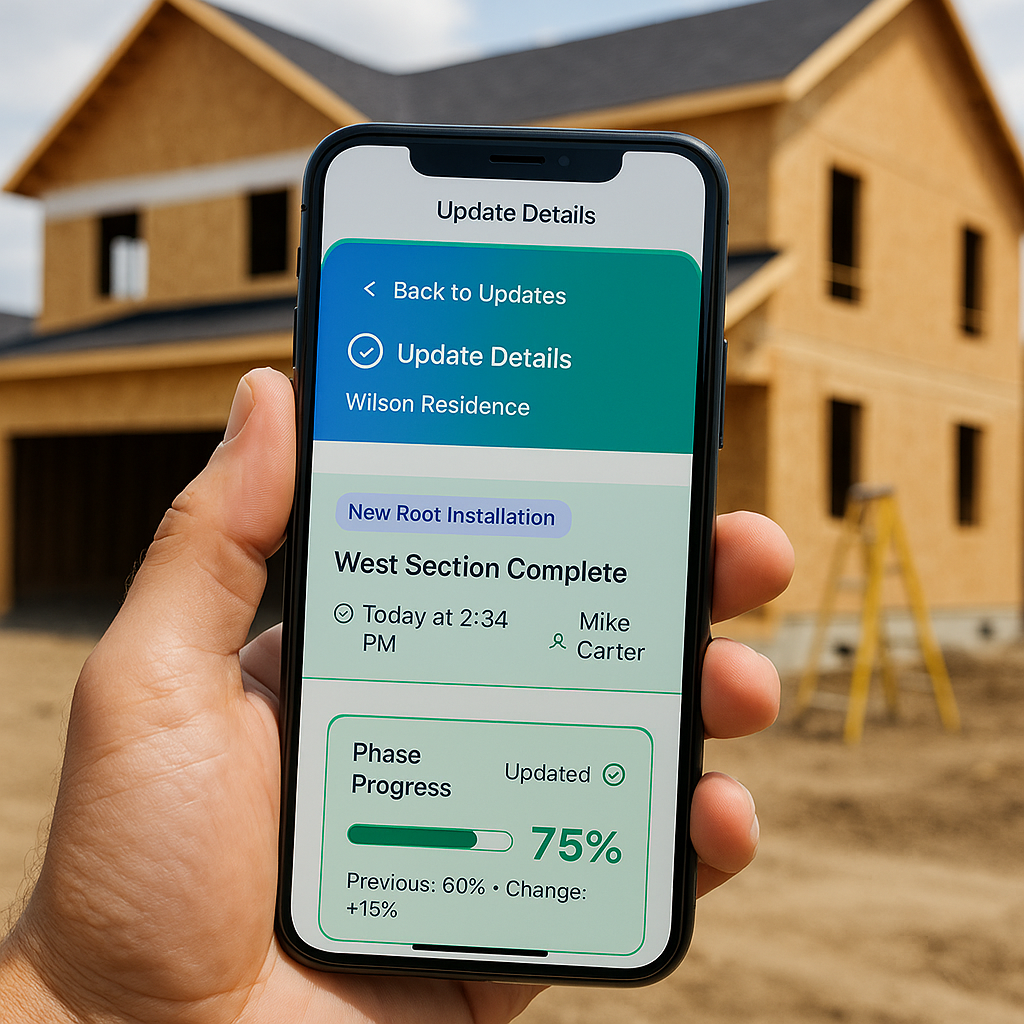 Update Details
Back to Updates
Update Details
Wilson Residence
New Root Installation
West Section Complete
Today at 2:34
PM
Mike
Carter
Phase
Progress
Updated
75%
Previous: 60% • Change:
+15%